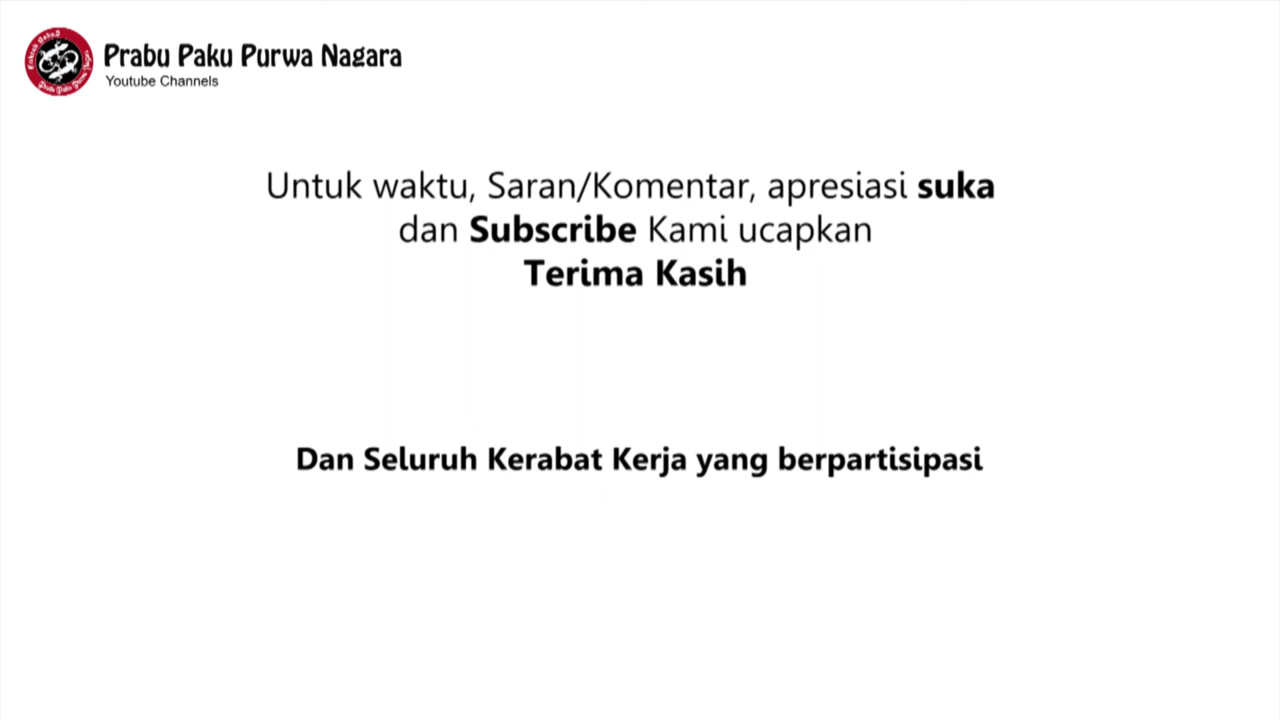 Prabu Paku Purwa Nagara
Youtube Channels
Untuk waktu, Saran/Komentar, apresiasi suka
dan Subscribe Kami ucapkan
Terima Kasih
Dan Seluruh Kerabat Kerja yang berpartisipasi